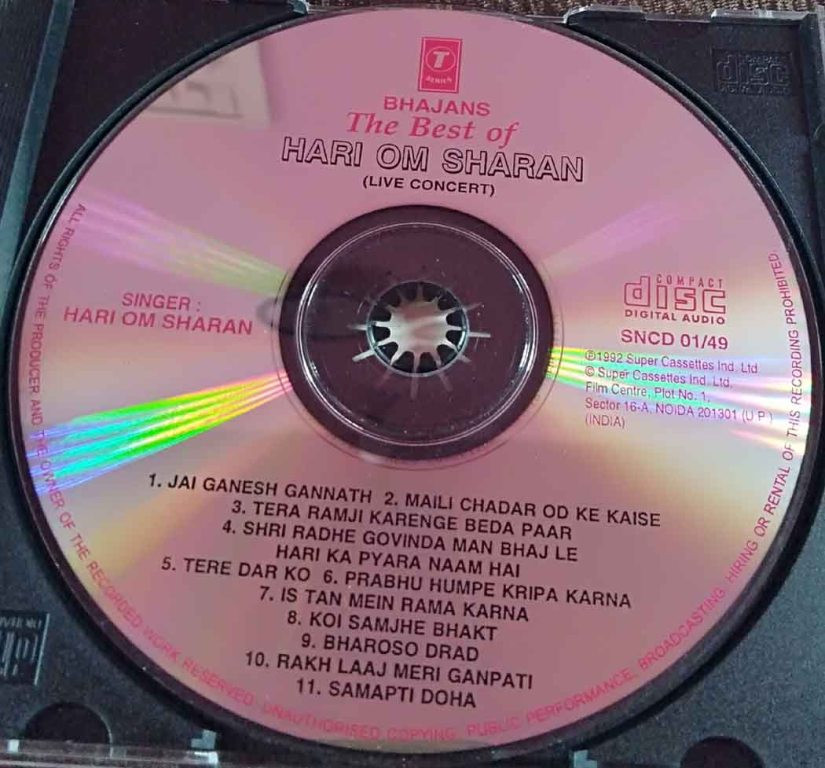 T
SERIES
BHAJANS
The Best of
HARI OM SHARAN
(LIVE CONCERT)
SINGER :
HARI OM SHARAN
COMPACT
disc
DIGITAL AUDIO
SNCD 01/49
℗1992 Super Cassettes Ind. Ltd
© Super Cassettes Ind. Ltd,
Film Centre, Plot No. 1,
Sector 16-A, NOIDA 201301 (U P)
(INDIA)
1. JAI GANESH GANNATH 2. MAILI CHADAR OD KE KAISE
3. TERA RAMJI KARENGE BEDA PAAR
4. SHRI RADHE GOVINDA MAN BHAJ LE
HARI KA PYARA NAAM HAI
5. TERE DAR KO 6. PRABHU HUMPE KRIPA KARNA
7. IS TAN MEIN RAMA KARNA
8. KOI SAMJHE BHAKT
9. BHAROSO DRAD
10. RAKH LAAJ MERI GANPATI
11. SAMAPTI DOHA
ALL RIGHTS OF THE PRODUCER AND THE OWNER OF THE RECORDED WORK RESERVED. UNAUTHORISED COPYING, PUBLIC PERFORMANCE, BROADCASTING, HIRING OR RENTAL OF THIS RECORDING PROHIBITED.
disc